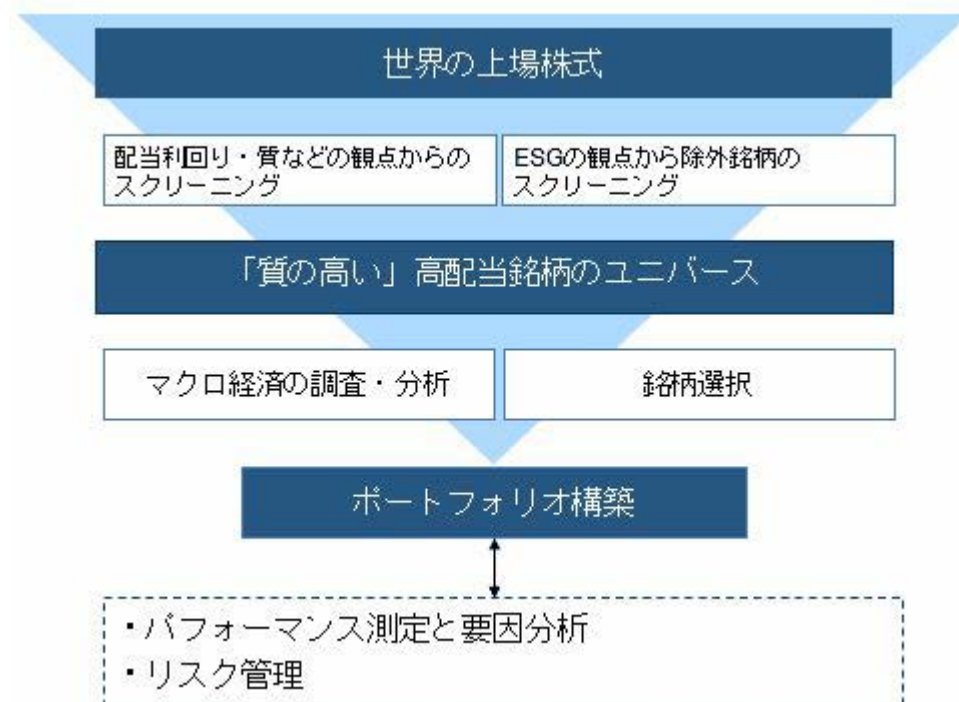 世界の上場株式
配当利回り・質などの観点からの
スクリーニング
ESGの観点から除外銘柄の
スクリーニング
「質の高い」高配当銘柄のユニバース
マクロ経済の調査・分析
銘柄選択
ポートフォリオ構築
・パフォーマンス測定と要因分析
・リスク管理